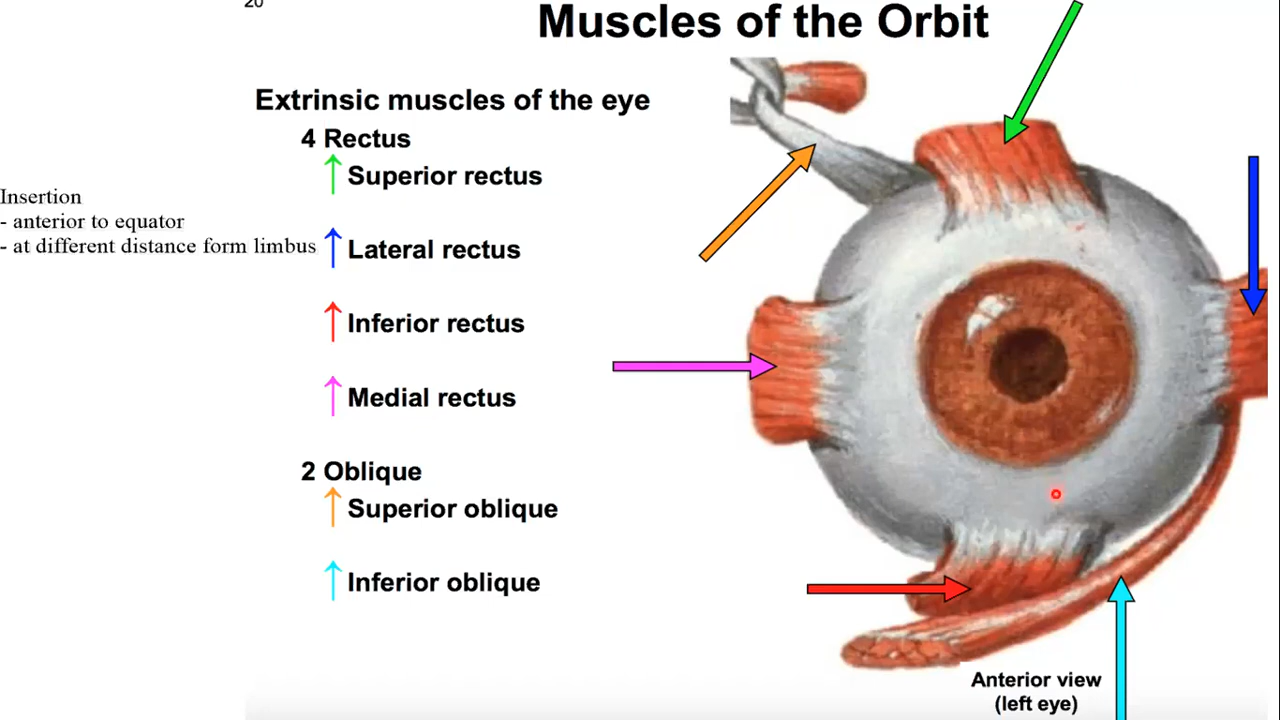 20
Muscles of the Orbit
Extrinsic muscles of the eye
4 Rectus
Superior rectus
Insertion
- anterior to equator
- at different distance form limbus
Lateral rectus
Inferior rectus
Medial rectus
2 Oblique
Superior oblique
Inferior oblique
Anterior view
(left eye)